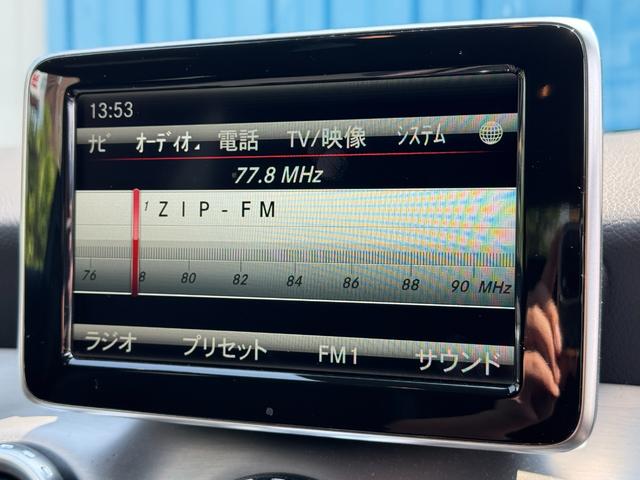 13:53
ナビ オーディオ 電話 TV/映像 システム
77.8 MHz
1 ZIP-FM
76 8 80 82 84 86 88 90 MHz
ラジオ プリセット FM1 サウンド